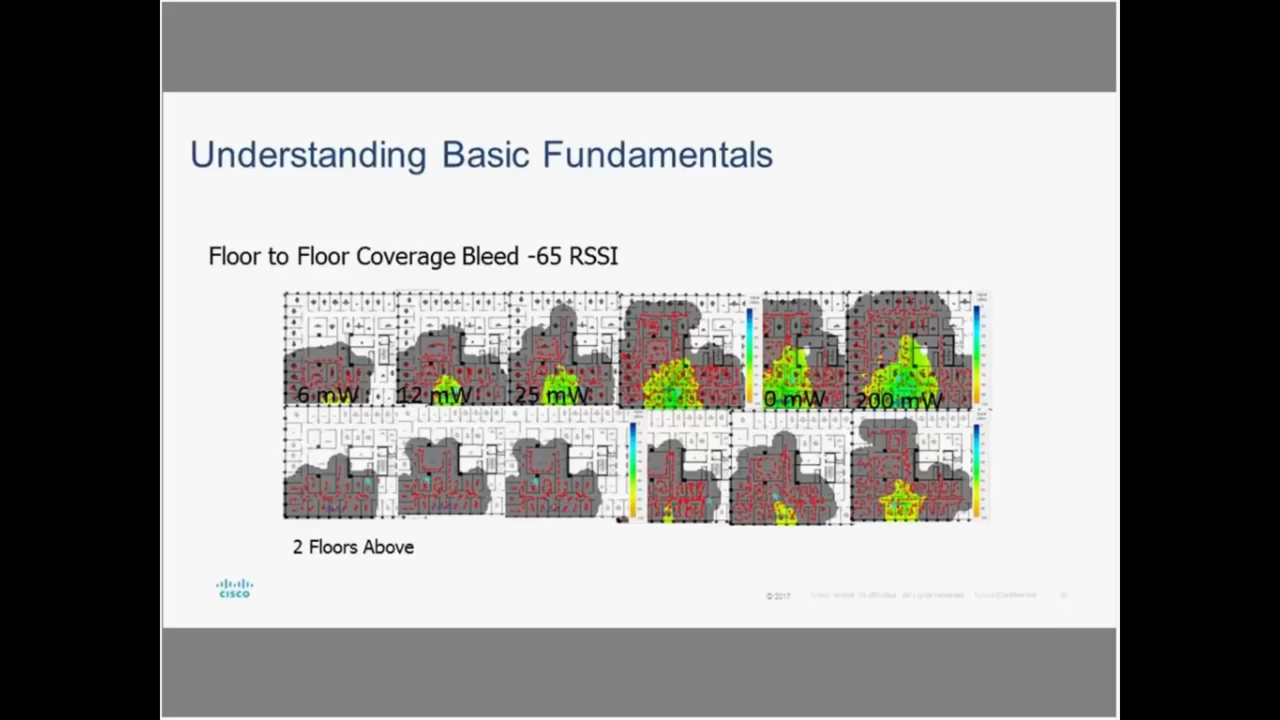 Understanding Basic Fundamentals
Floor to Floor Coverage Bleed -65 RSSI
6 mW 12 mW 25 mW 0 mW 200 mW
2 Floors Above
CISCO
© 2017